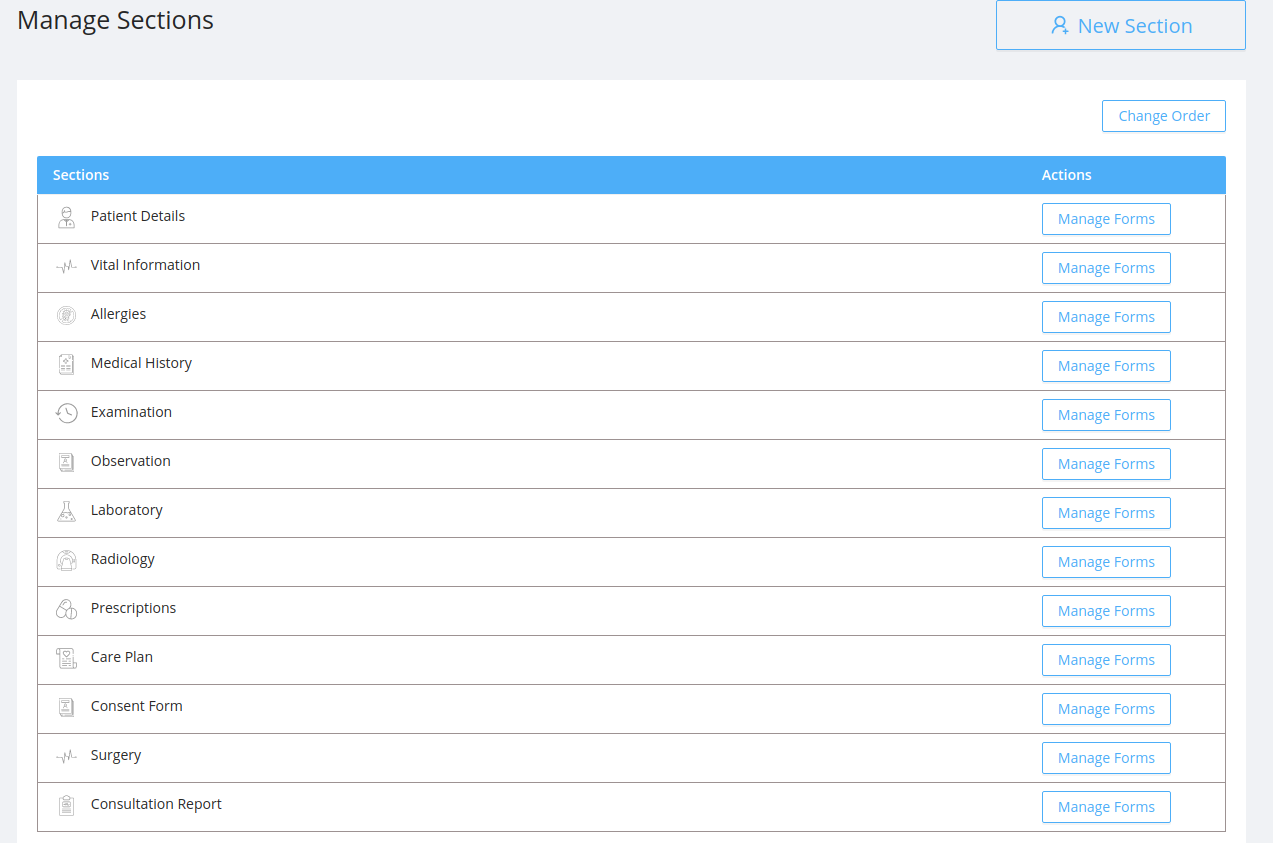 Manage Sections
New Section
Change Order
Sections Actions
Patient Details Manage Forms
Vital Information Manage Forms
Allergies Manage Forms
Medical History Manage Forms
Examination Manage Forms
Observation Manage Forms
Laboratory Manage Forms
Radiology Manage Forms
Prescriptions Manage Forms
Care Plan Manage Forms
Consent Form Manage Forms
Surgery Manage Forms
Consultation Report Manage Forms